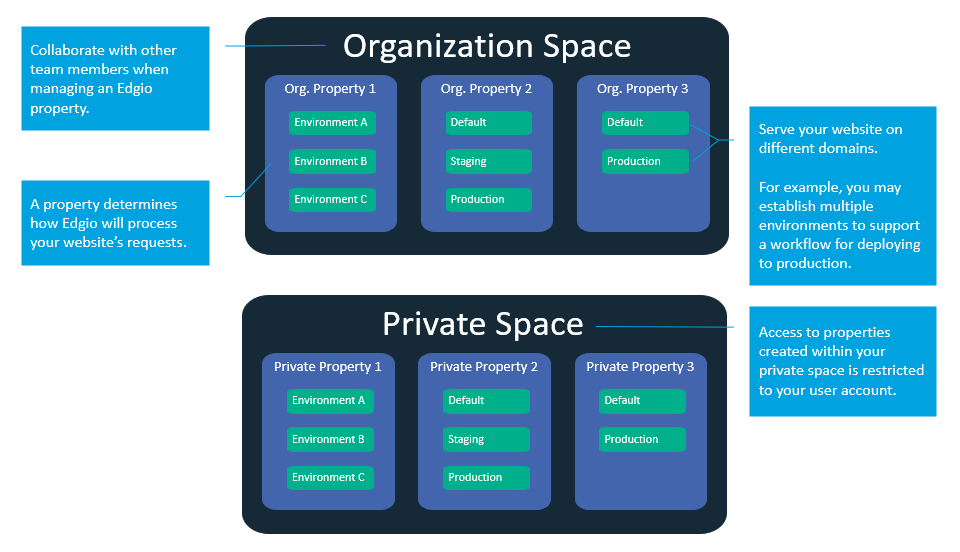 Collaborate with other
team members when
managing an Edgio
property.
A property determines
how Edgio will process
your website’s requests.
Organization Space
Org. Property 1
Environment A
Environment B
Environment C
Org. Property 2
Default
Staging
Production
Org. Property 3
Default
Production
Serve your website on
different domains.
For example, you may
establish multiple
environments to support
a workflow for deploying
to production.
Private Space
Private Property 1
Environment A
Environment B
Environment C
Private Property 2
Default
Staging
Production
Private Property 3
Default
Production
Access to properties
created within your
private space is restricted
to your user account.